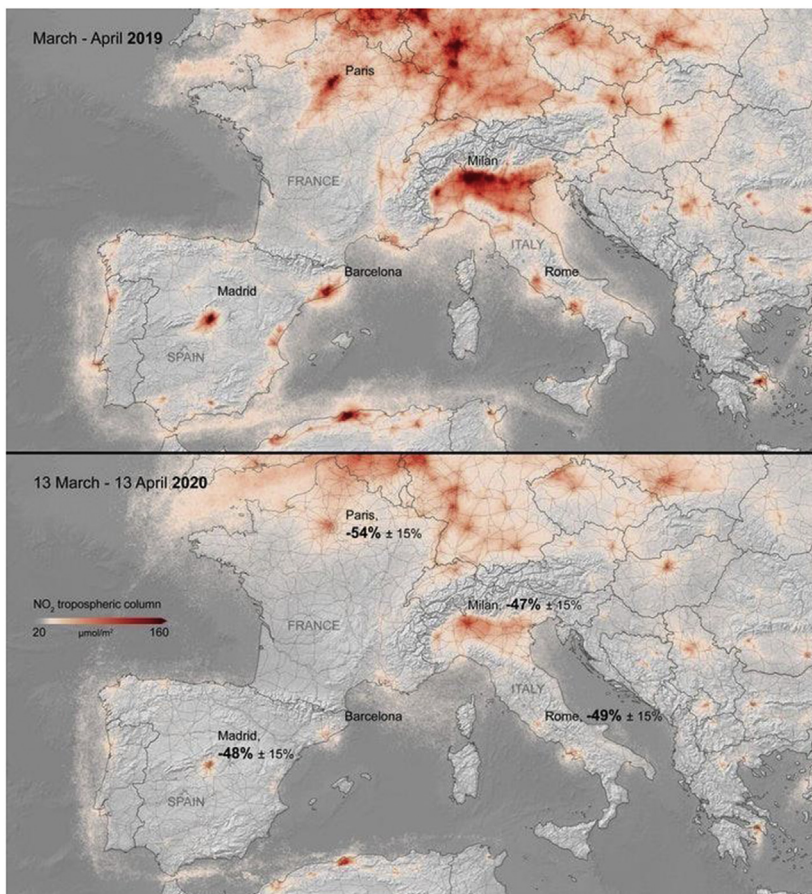 March - April 2019
Paris
Milan
FRANCE
ITALY
Barcelona
Rome
Madrid
SPAIN
13 March - 13 April 2020
Paris,
-54% ± 15%
NO₂ tropospheric column
20 µmol/m² 160
Milan, -47% ± 15%
FRANCE
ITALY
Barcelona
Rome, -49% ± 15%
Madrid,
-48% ± 15%
SPAIN